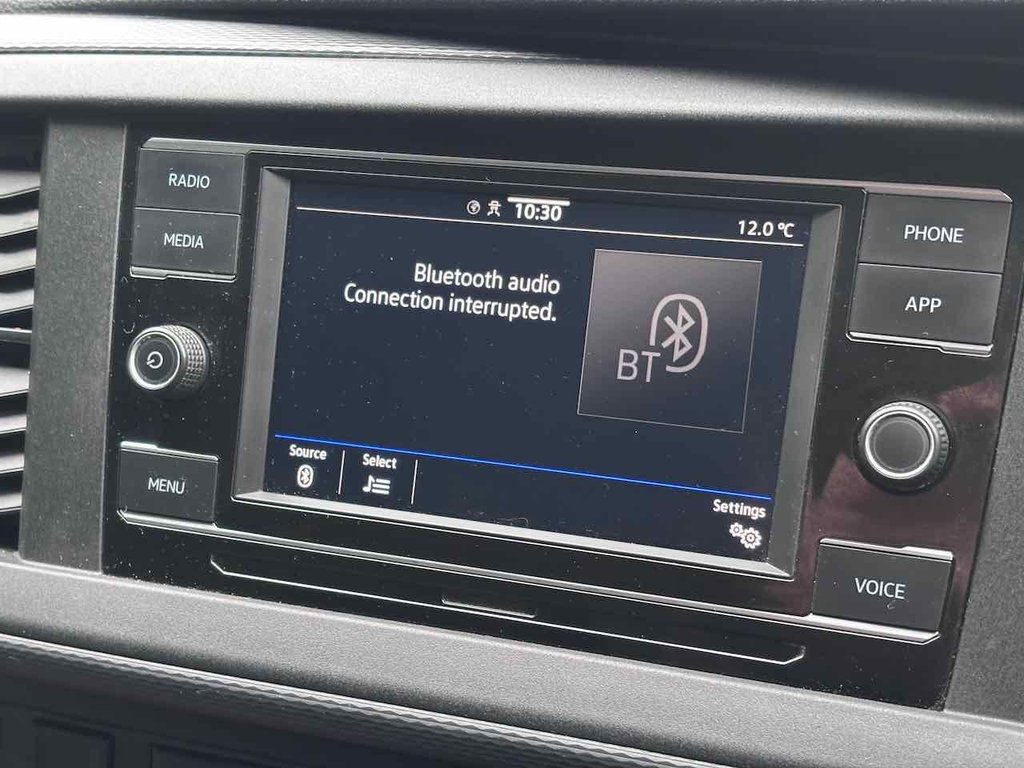 RADIO
MEDIA
10:30
12.0 °C
Bluetooth audio
Connection interrupted.
BT
Source
Select
Settings
MENU
PHONE
APP
VOICE